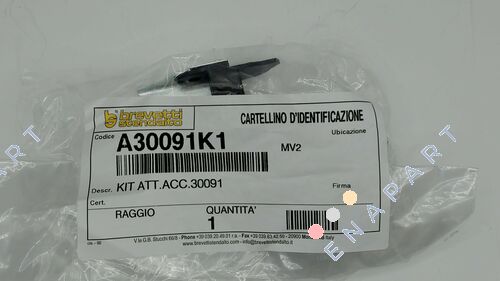 brevetti
stendalto
CARTELLINO D'IDENTIFICAZIONE
Codice
Ubicazione
A30091K1
MV2
Descr.
KIT ATT.ACC.30091
Firma
Cert.
RAGGIO
QUANTITA'
1
ENAPART